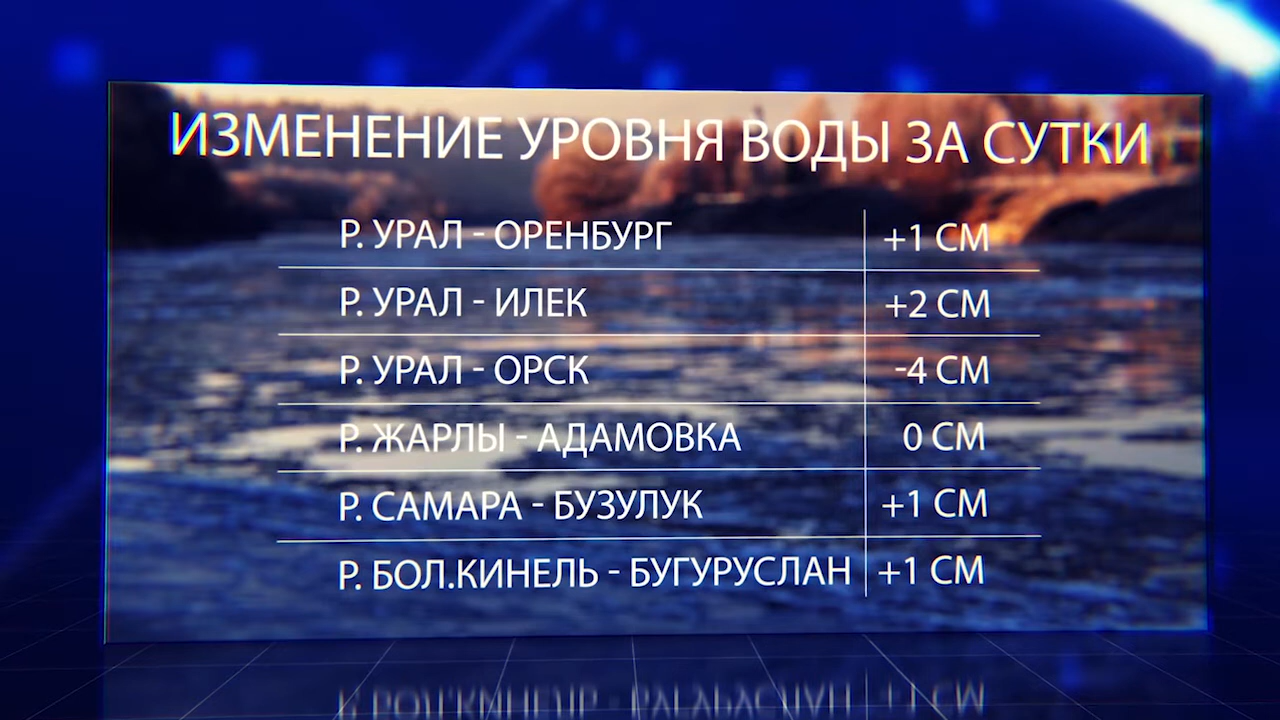 ИЗМЕНЕНИЕ УРОВНЯ ВОДЫ ЗА СУТКИ
Р. УРАЛ - ОРЕНБУРГ +1 СМ
Р. УРАЛ - ИЛЕК +2 СМ
Р. УРАЛ - ОРСК -4 СМ
Р. ЖАРЛЫ - АДАМОВКА 0 СМ
Р. САМАРА - БУЗУЛУК +1 СМ
Р. БОЛ.КИНЕЛЬ - БУГУРУСЛАН +1 СМ